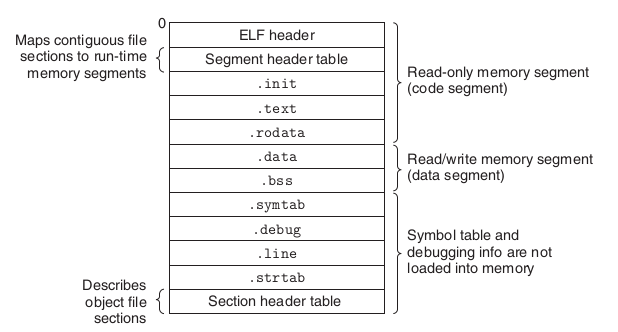 0
ELF header
Maps contiguous file
sections to run-time
memory segments
Segment header table
.init
.text
.rodata
Read-only memory segment
(code segment)
.data
.bss
Read/write memory segment
(data segment)
.symtab
.debug
.line
.strtab
Symbol table and
debugging info are not
loaded into memory
Describes
object file
sections
Section header table